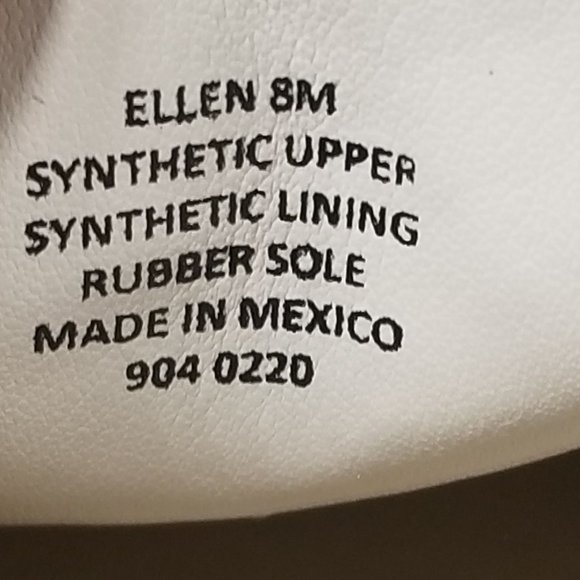 ELLEN 8M
SYNTHETIC UPPER
SYNTHETIC LINING
RUBBER SOLE
MADE IN MEXICO
904 0220